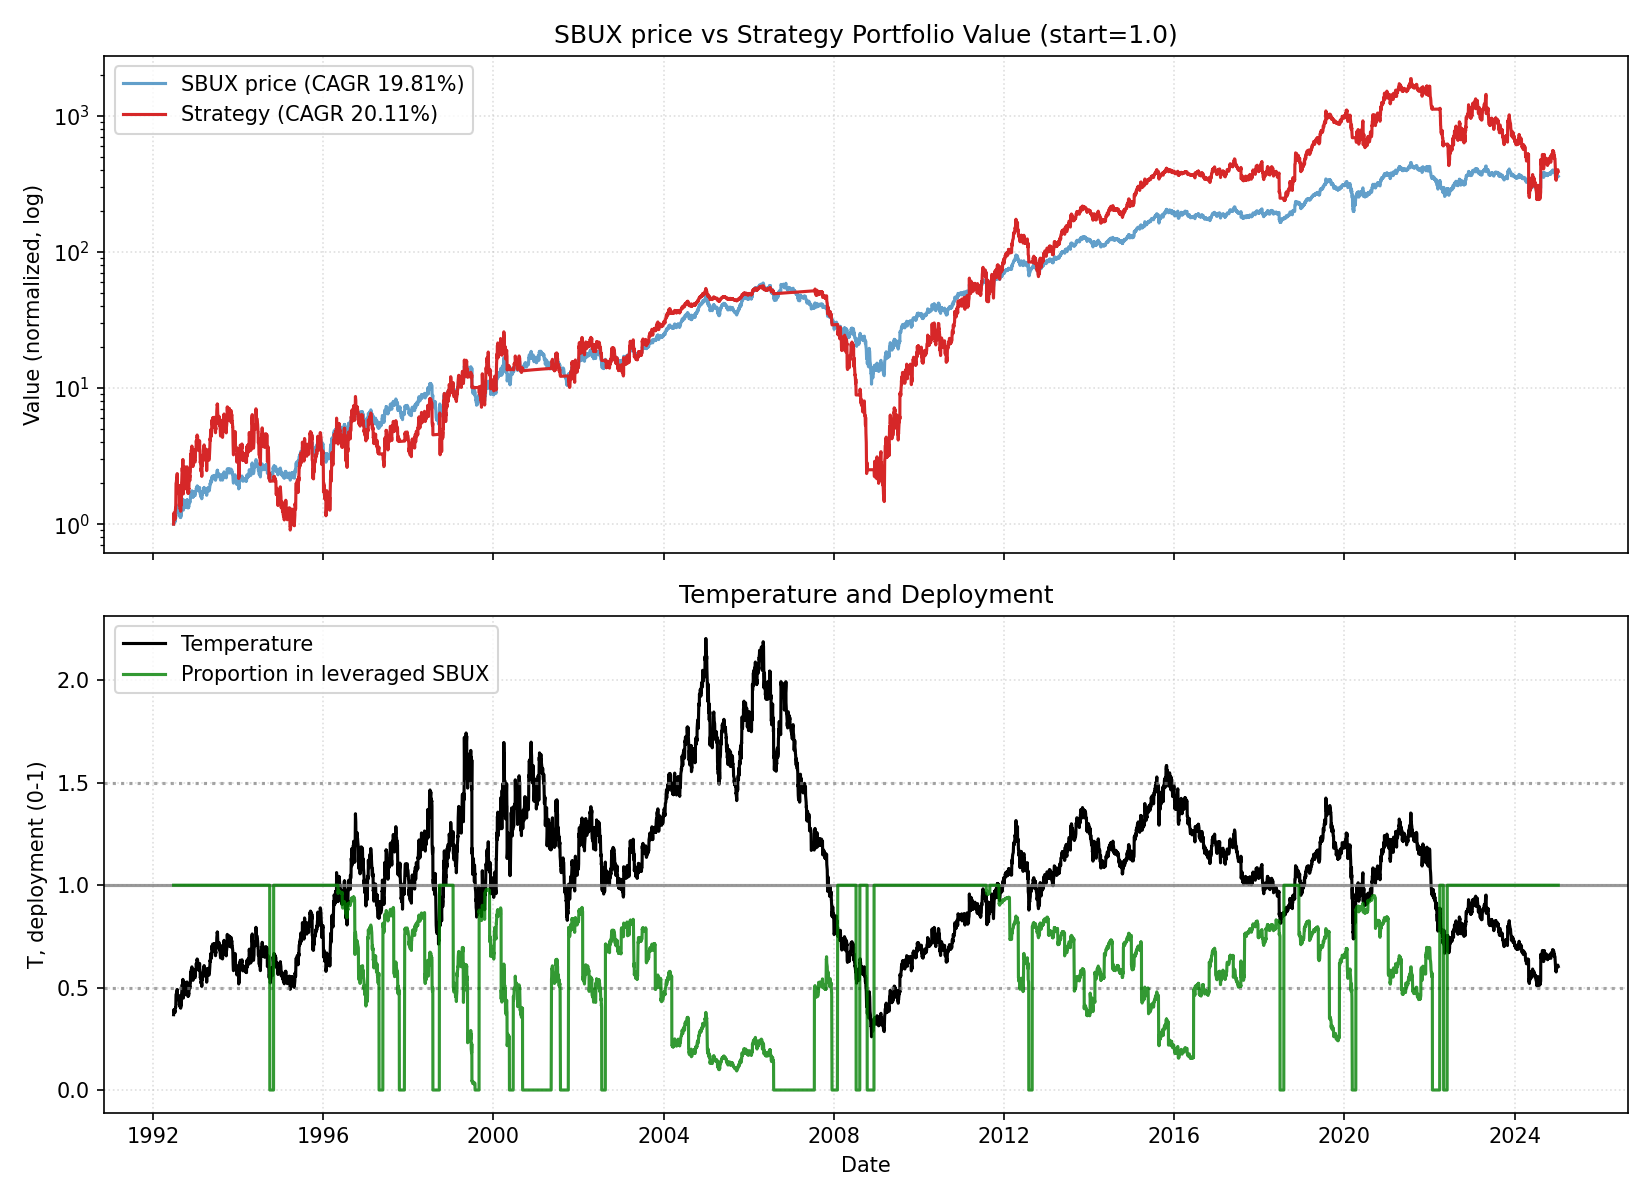 SBUX price vs Strategy Portfolio Value (start=1.0)
SBUX price (CAGR 19.81%)
Strategy (CAGR 20.11%)
Value (normalized, log)
10³
10²
10¹
10⁰
Temperature and Deployment
Temperature
Proportion in leveraged SBUX
T, deployment (0-1)
2.0
1.5
1.0
0.5
0.0
1992 1996 2000 2004 2008 2012 2016 2020 2024
Date